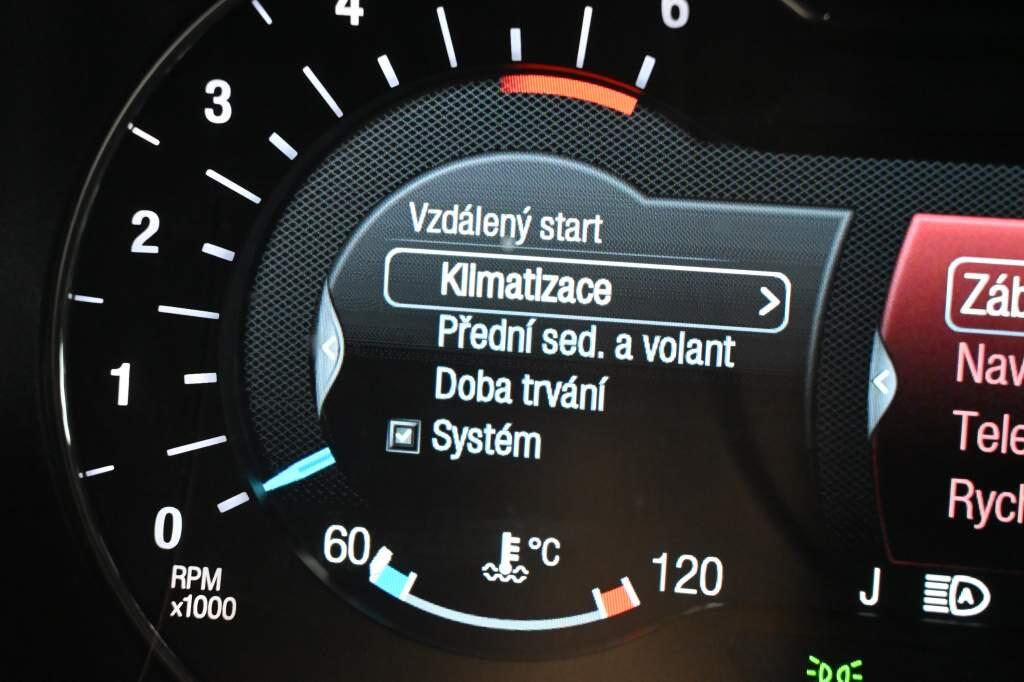 4
6
3
2
1
0
RPM
x1000
Vzdálený start
Klimatizace
Přední sed. a volant
Doba trvání
Systém
60
°C
120
J
A